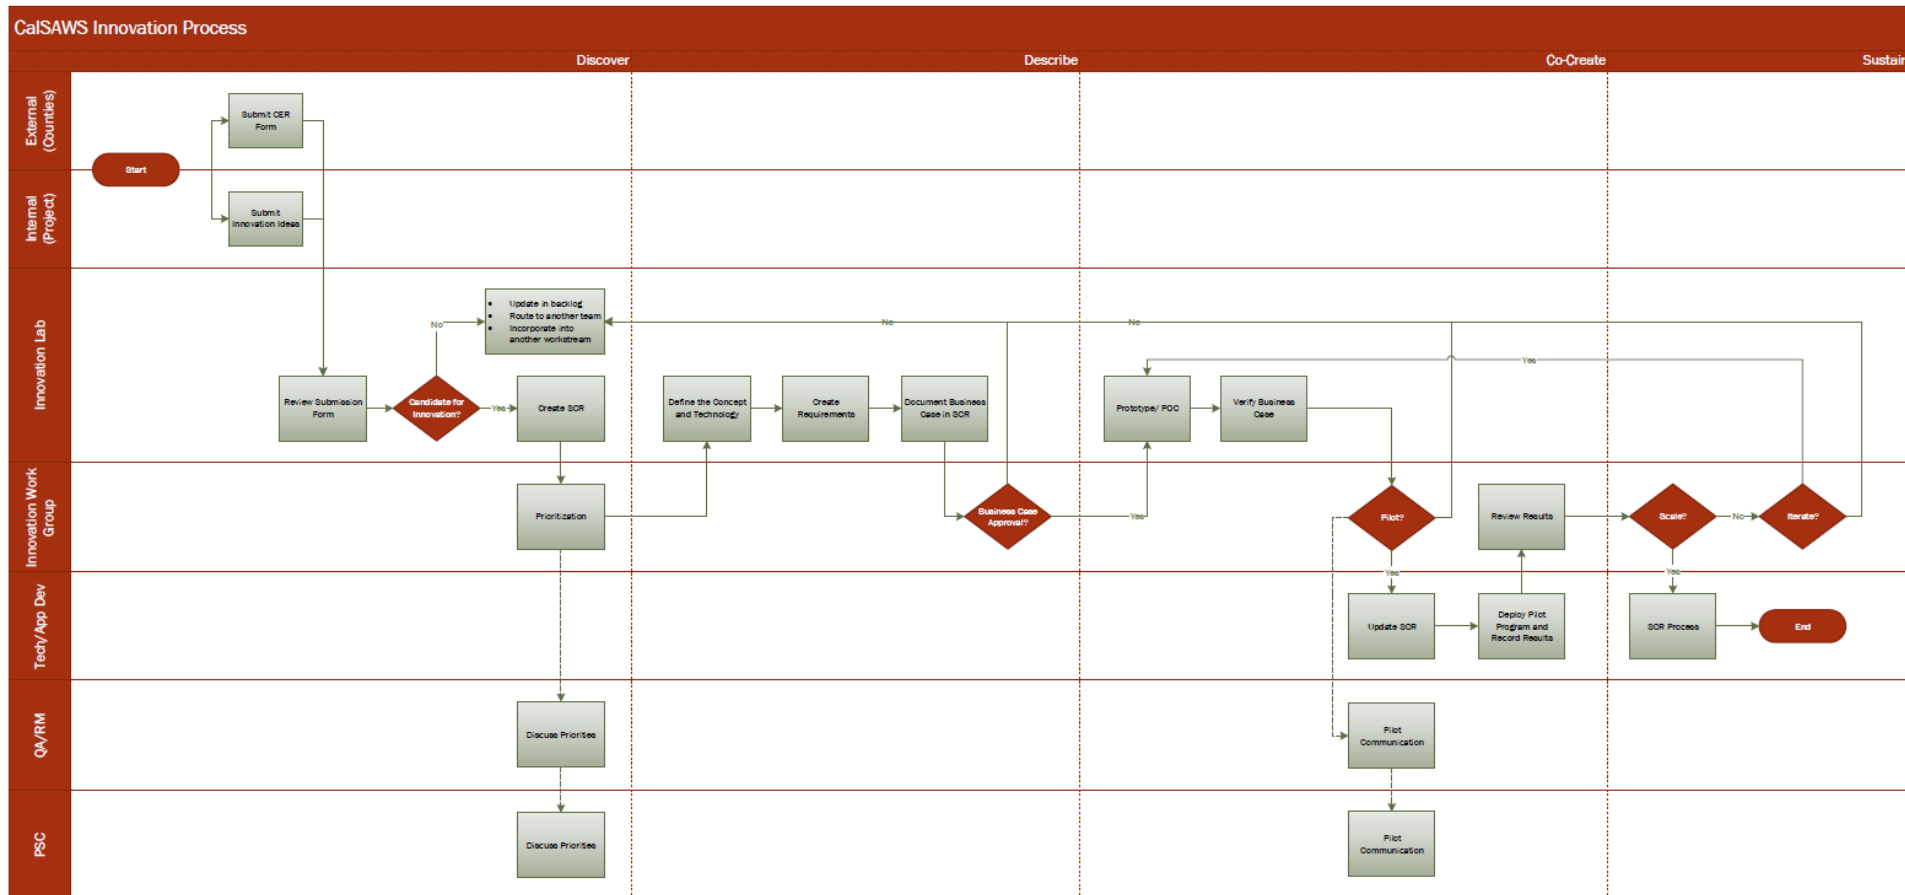 CalSAWS Innovation Process
Discover
Describe
Co-Create
Sustain
External
(Counties)
Submit CER
Form
Start
Internal
(Project)
Submit
Innovation Ideas
Innovation Lab
• Update in backlog
• Route to another team
• Incorporate into
another workstream
No
No
No
Yes
Review Submission
Form
Candidate for
Innovation?
Yes
Create SCR
Define the Concept
and Technology
Create
Requirements
Document Business
Case in SCR
Prototype/ POC
Verify Business
Case
Innovation Work
Group
Prioritization
Business Case
Approval?
Yes
Pilot?
Review Results
Scale?
No
Iterate?
Yes
Yes
Tech/App Dev
Update SCR
Deploy Pilot
Program and
Record Results
SCR Process
End
QA/RM
Discuss Priorities
Pilot
Communication
PSC
Discuss Priorities
Pilot
Communication